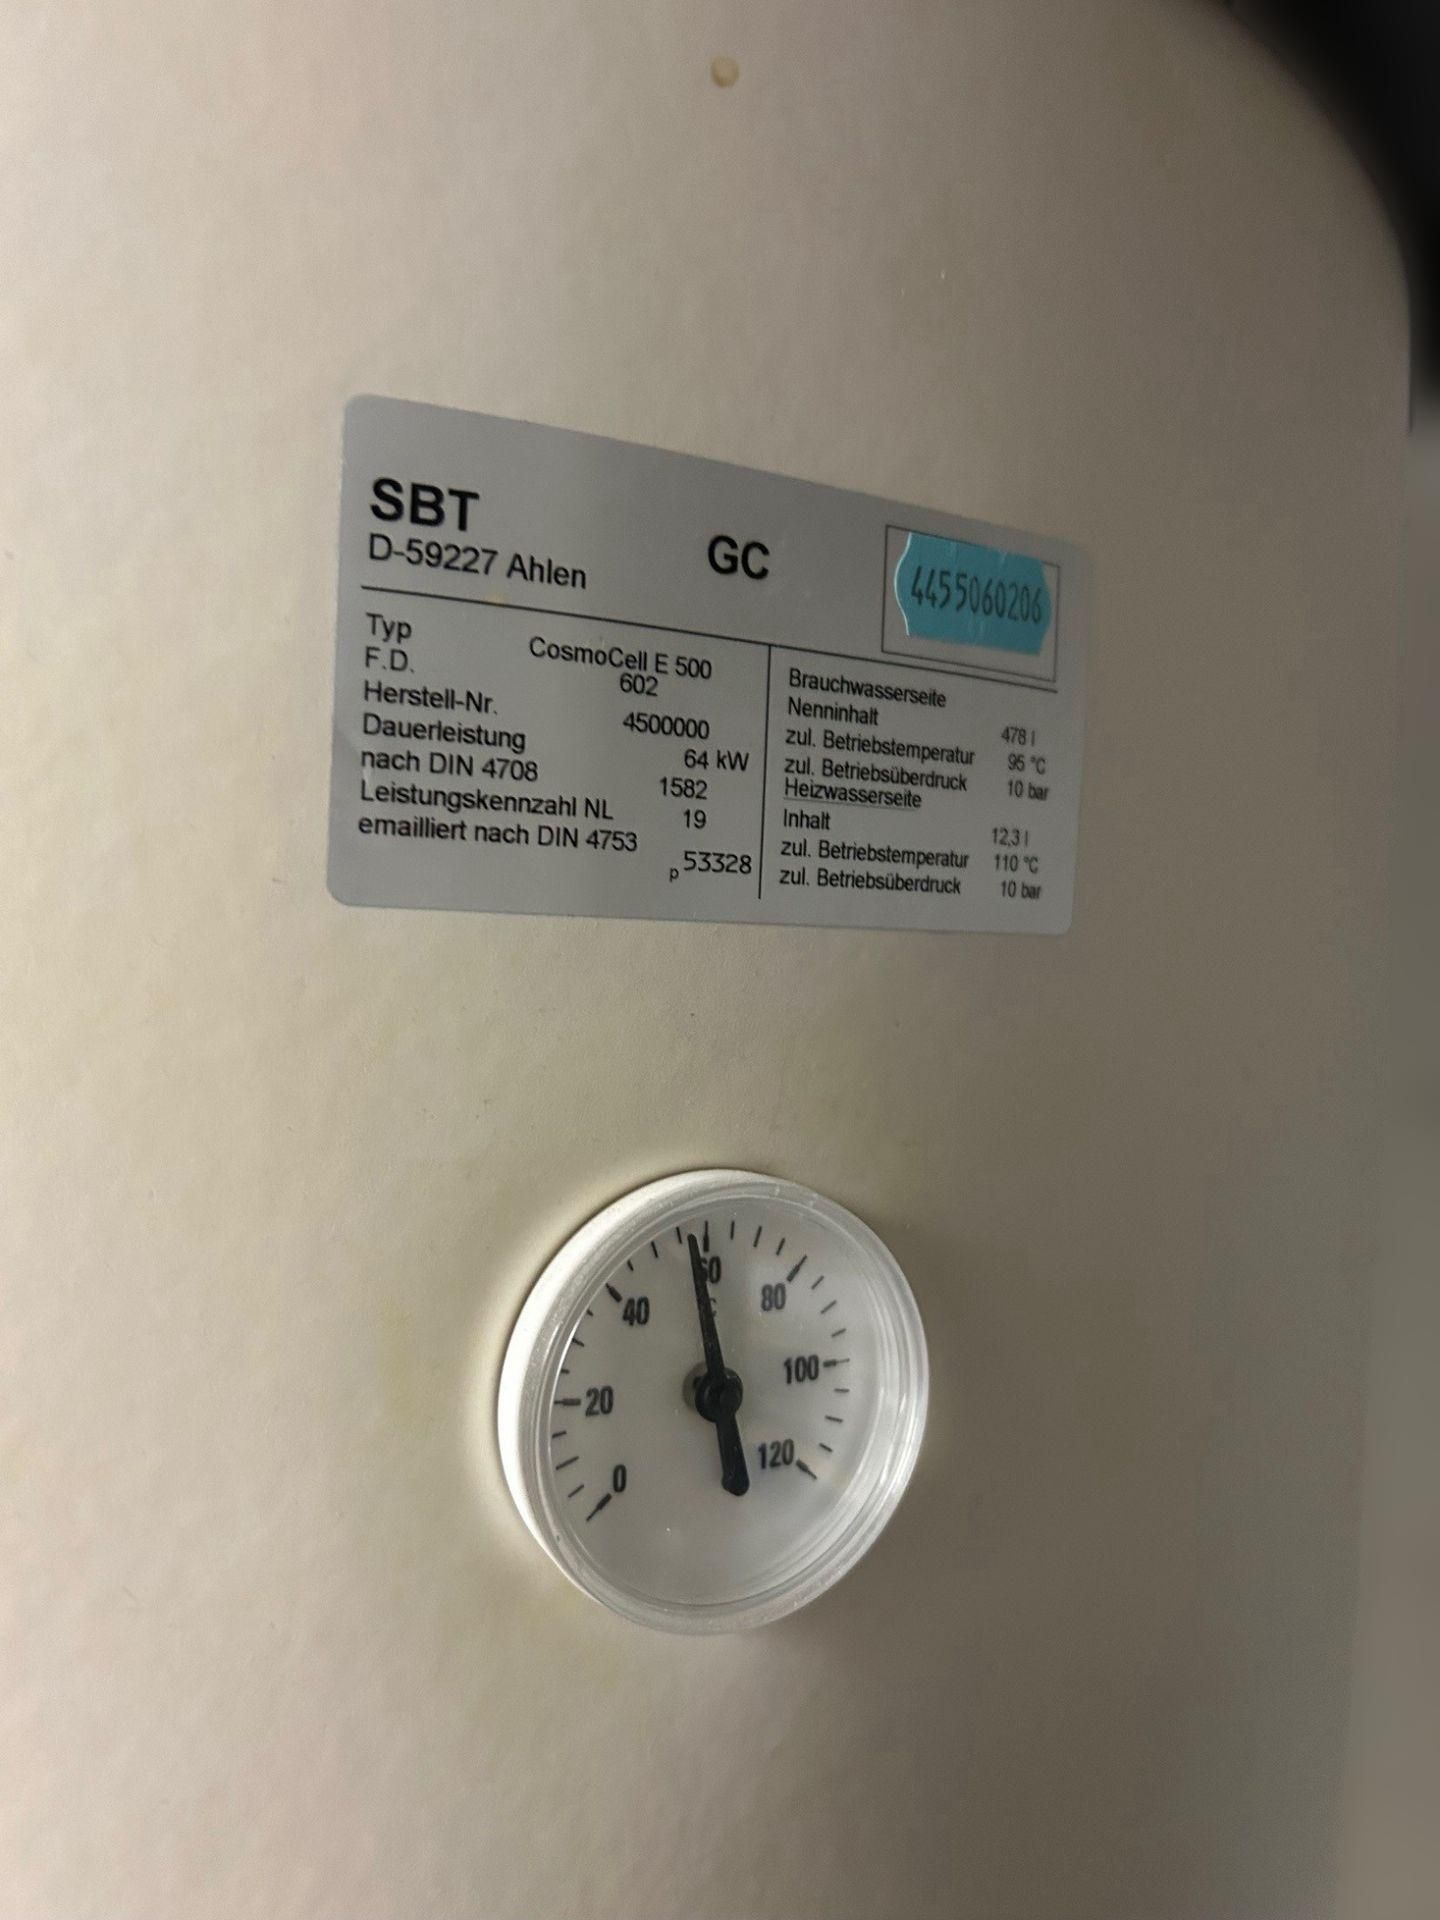 SBT
D-59227 Ahlen
GC
4455060206
Typ CosmoCell E 500
F.D. 602
Herstell-Nr. 4500000
Dauerleistung 64 kW
nach DIN 4708 1582
Leistungskennzahl NL 19
emailliert nach DIN 4753
p 53328
Brauchwasserseite
Nenninhalt 478 l
zul. Betriebstemperatur 95 °C
zul. Betriebsüberdruck 10 bar
Heizwasserseite
Inhalt 12,3 l
zul. Betriebstemperatur 110 °C
zul. Betriebsüberdruck 10 bar
0
20
40
60
80
100
120